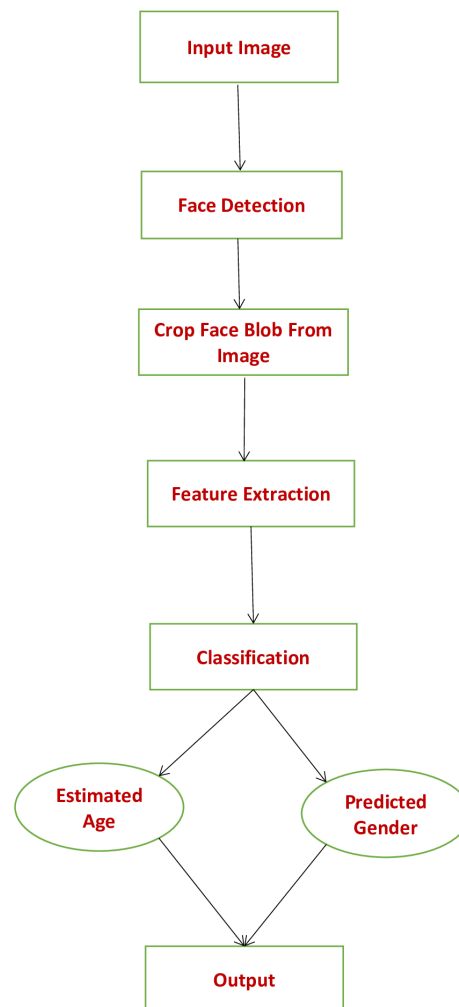 Input Image
Face Detection
Crop Face Blob From
Image
Feature Extraction
Classification
Estimated
Age
Predicted
Gender
Output